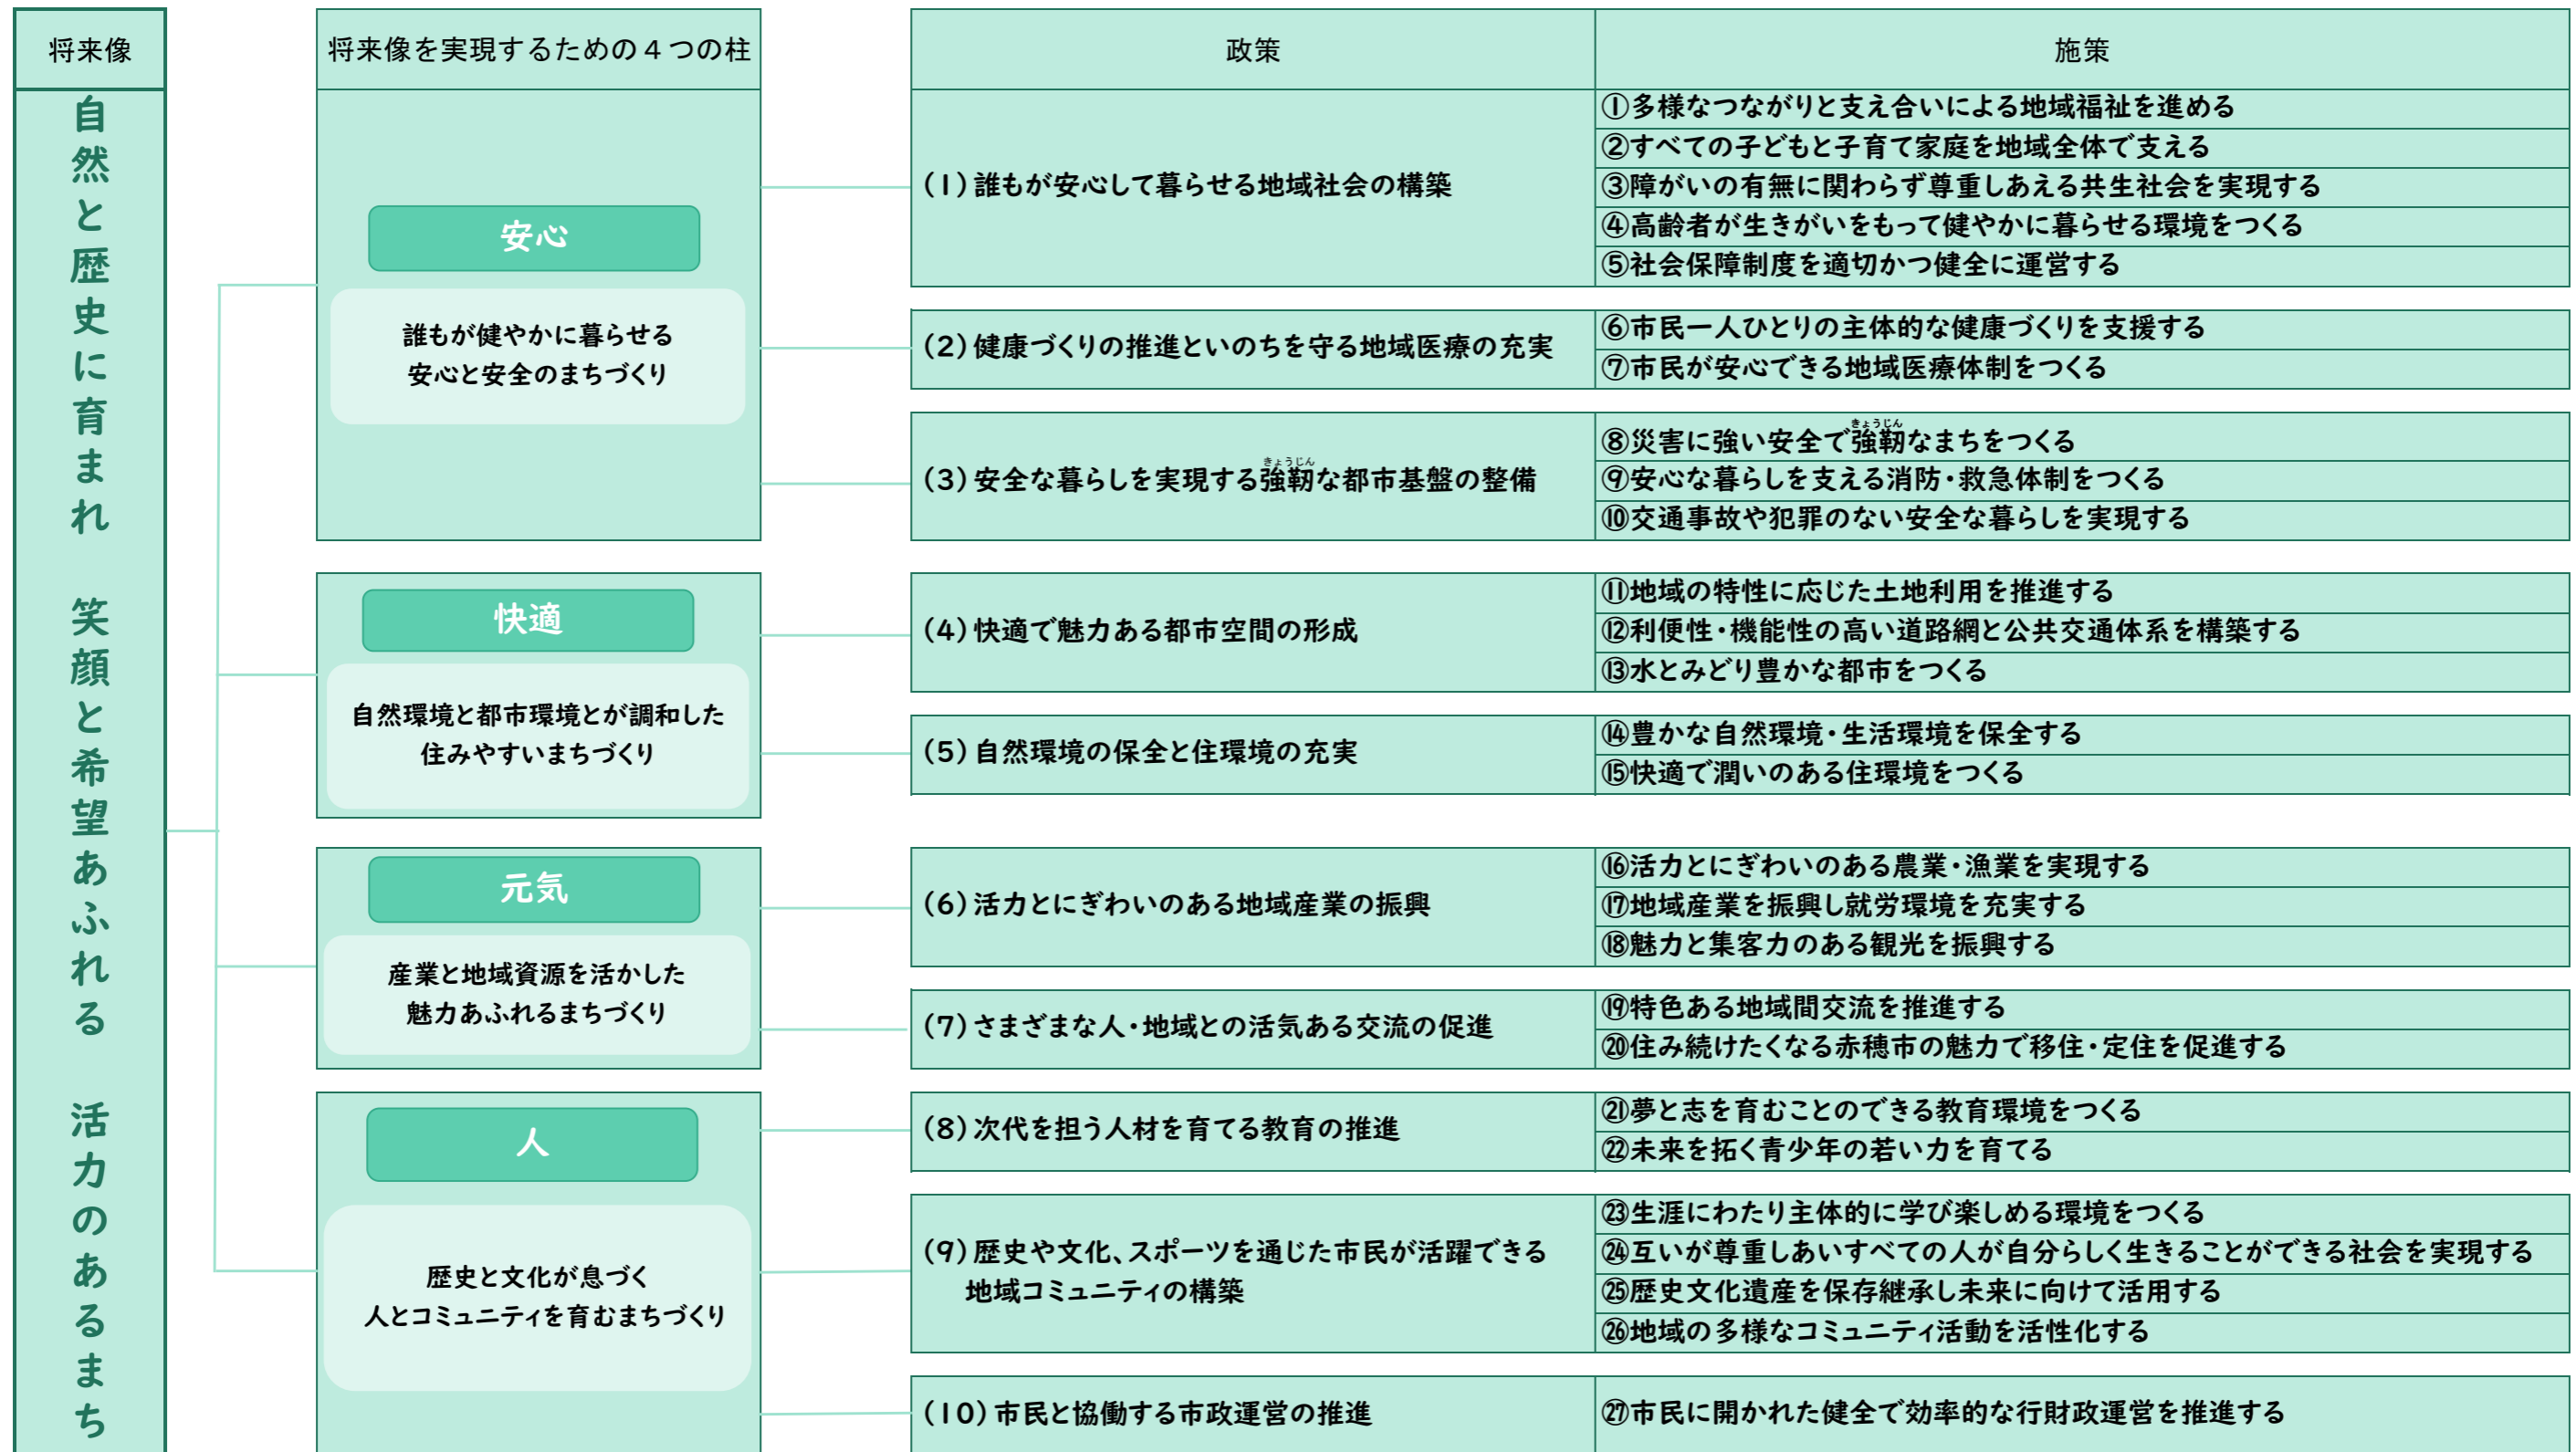 将来像
自然と歴史に育まれ 笑顔と希望あふれる 活力のあるまち
将来像を実現するための4つの柱
政策
施策
安心
誰もが健やかに暮らせる
安心と安全のまちづくり
(1)誰もが安心して暮らせる地域社会の構築
①多様なつながりと支え合いによる地域福祉を進める
②すべての子どもと子育て家庭を地域全体で支える
③障がいの有無に関わらず尊重しあえる共生社会を実現する
④高齢者が生きがいをもって健やかに暮らせる環境をつくる
⑤社会保障制度を適切かつ健全に運営する
(2)健康づくりの推進といのちを守る地域医療の充実
⑥市民一人ひとりの主体的な健康づくりを支援する
⑦市民が安心できる地域医療体制をつくる
きょうじん
(3)安全な暮らしを実現する強靭な都市基盤の整備
きょうじん
⑧災害に強い安全で強靭なまちをつくる
⑨安心な暮らしを支える消防・救急体制をつくる
⑩交通事故や犯罪のない安全な暮らしを実現する
快適
自然環境と都市環境とが調和した
住みやすいまちづくり
(4)快適で魅力ある都市空間の形成
⑪地域の特性に応じた土地利用を推進する
⑫利便性・機能性の高い道路網と公共交通体系を構築する
⑬水とみどり豊かな都市をつくる
(5)自然環境の保全と住環境の充実
⑭豊かな自然環境・生活環境を保全する
⑮快適で潤いのある住環境をつくる
元気
産業と地域資源を活かした
魅力あふれるまちづくり
(6)活力とにぎわいのある地域産業の振興
⑯活力とにぎわいのある農業・漁業を実現する
⑰地域産業を振興し就労環境を充実する
⑱魅力と集客力のある観光を振興する
(7)さまざまな人・地域との活気ある交流の促進
⑲特色ある地域間交流を推進する
⑳住み続けたくなる赤穂市の魅力で移住・定住を促進する
人
歴史と文化が息づく
人とコミュニティを育むまちづくり
(8)次代を担う人材を育てる教育の推進
㉑夢と志を育むことのできる教育環境をつくる
㉒未来を拓く青少年の若い力を育てる
(9)歴史や文化、スポーツを通じた市民が活躍できる
地域コミュニティの構築
㉓生涯にわたり主体的に学び楽しめる環境をつくる
㉔互いが尊重しあいすべての人が自分らしく生きることができる社会を実現する
㉕歴史文化遺産を保存継承し未来に向けて活用する
㉖地域の多様なコミュニティ活動を活性化する
(10)市民と協働する市政運営の推進
㉗市民に開かれた健全で効率的な行財政運営を推進する